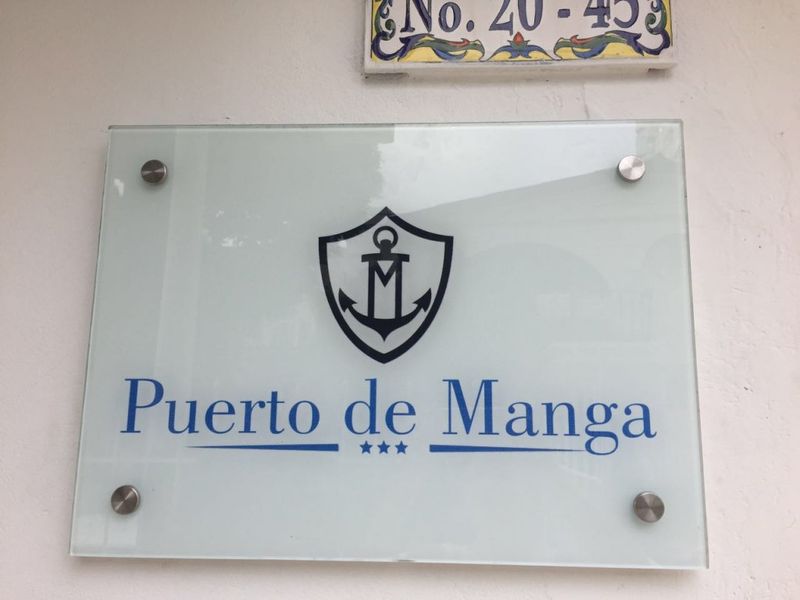 No. 20 - 45
M
Puerto de Manga